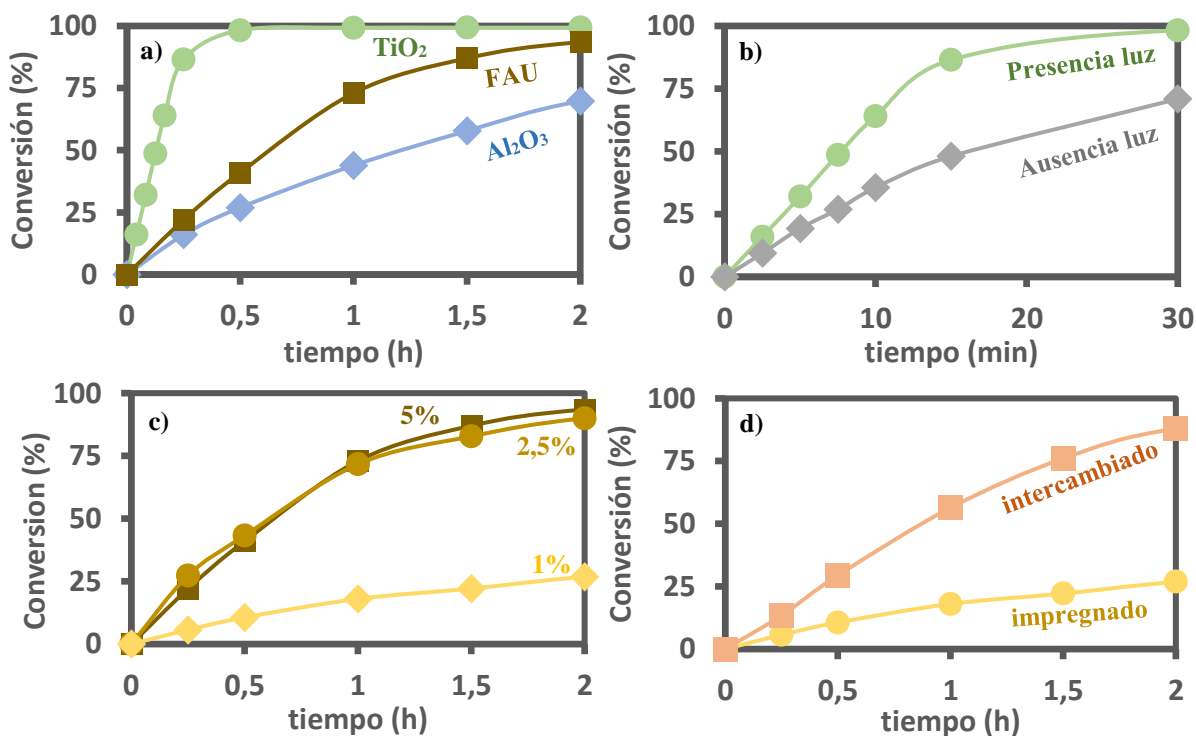 a)
Conversión (%)
100
75
50
25
0
TiO₂
FAU
Al₂O₃
0 0,5 1 1,5 2
tiempo (h)
b)
Conversión (%)
100
75
50
25
0
Presencia luz
Ausencia luz
0 10 20 30
tiempo (min)
c)
Conversion (%)
100
75
50
25
0
5%
2,5%
1%
0 0,5 1 1,5 2
tiempo (h)
d)
Conversión (%)
100
75
50
25
0
intercambiado
impregnado
0 0,5 1 1,5 2
tiempo (h)